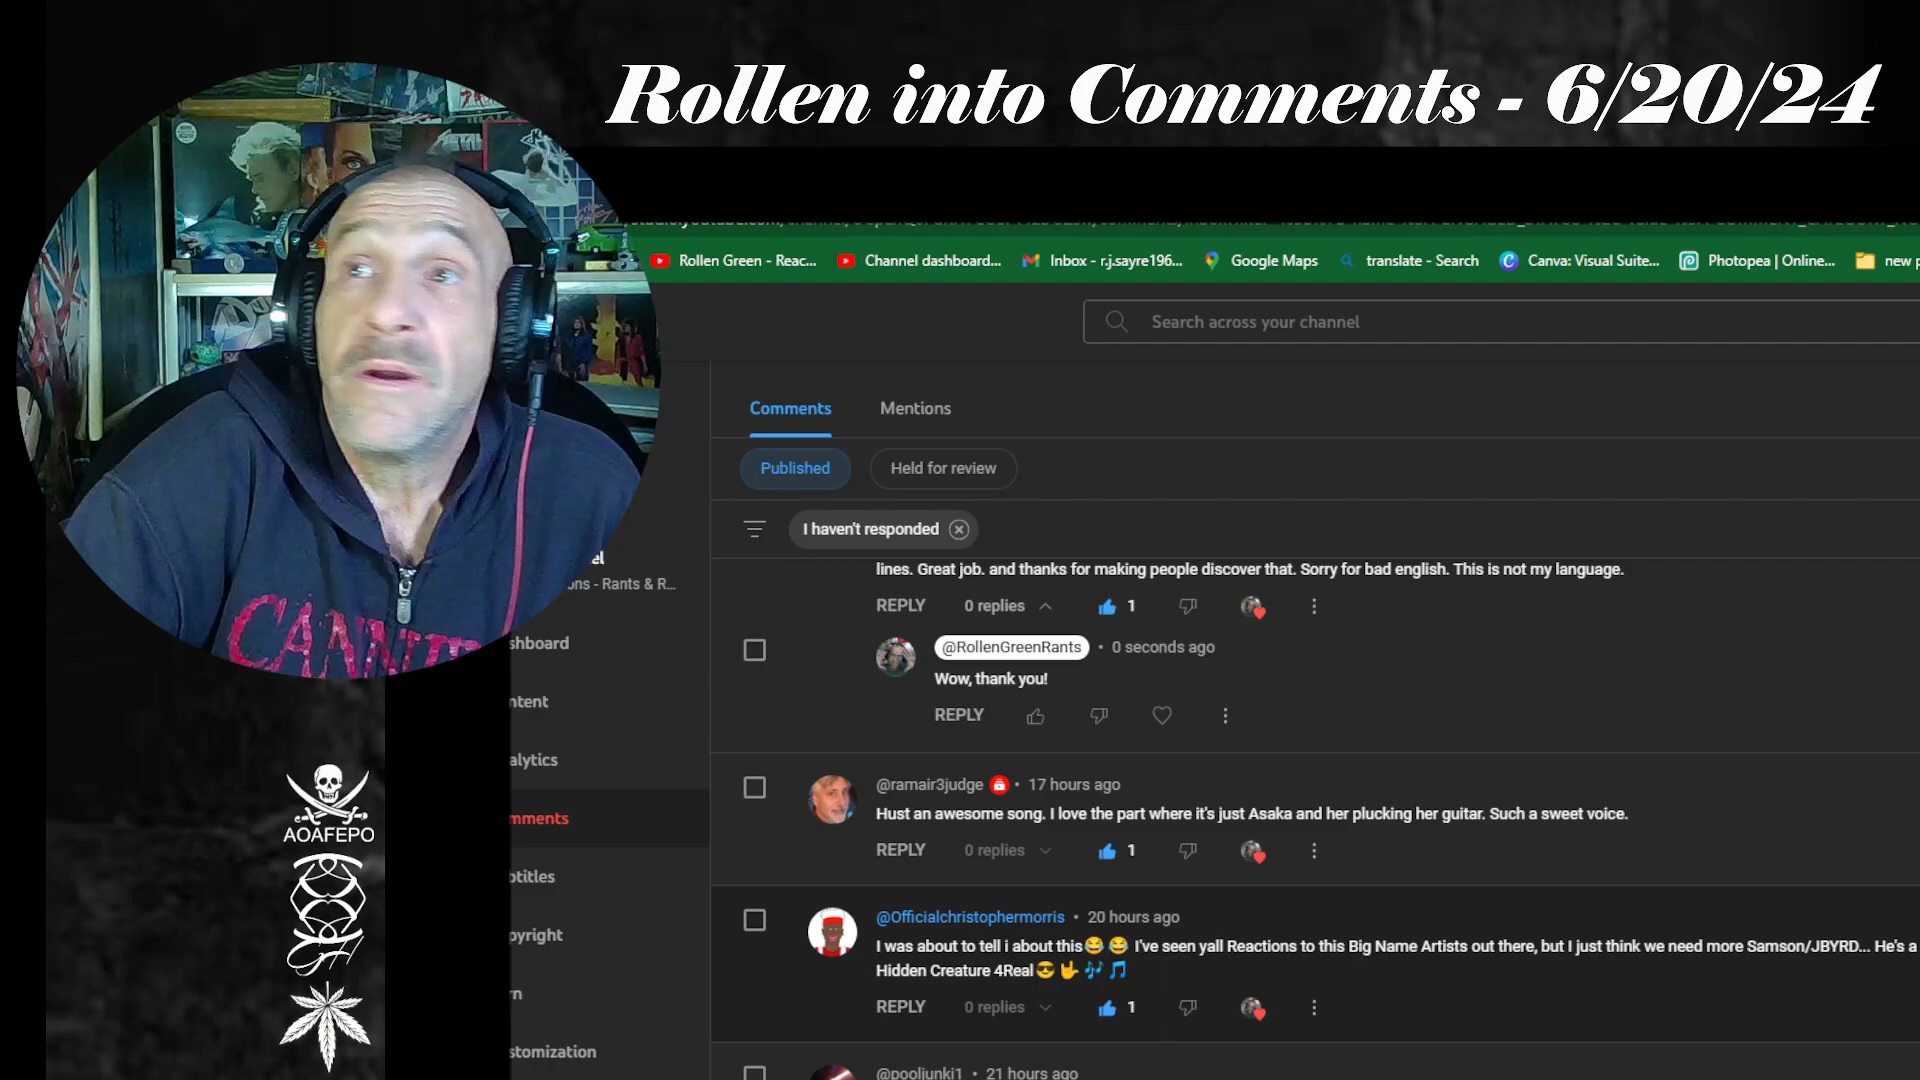 Rollen into Comments - 6/20/24
Rollen Green - Reac... Channel dashboard... Inbox - r.j.sayre196... Google Maps translate - Search Canva: Visual Suite... Photopea | Online... new p
Search across your channel
Comments Mentions
Published Held for review
I haven't responded
el
ons - Rants & R...
shboard
ntent
alytics
mments
btitles
pyright
rn
stomization
lines. Great job. and thanks for making people discover that. Sorry for bad english. This is not my language.
REPLY 0 replies 1
@RollenGreenRants • 0 seconds ago
Wow, thank you!
REPLY
@ramair3judge • 17 hours ago
Hust an awesome song. I love the part where it's just Asaka and her plucking her guitar. Such a sweet voice.
REPLY 0 replies 1
@Officialchristophermorris • 20 hours ago
I was about to tell i about this😂 😂 I've seen yall Reactions to this Big Name Artists out there, but I just think we need more Samson/JBYRD... He's a
Hidden Creature 4Real😎 🤟 🎶 🎵
REPLY 0 replies 1
@pooljunki1 • 21 hours ago
CANNI
AOAFEPO
GH